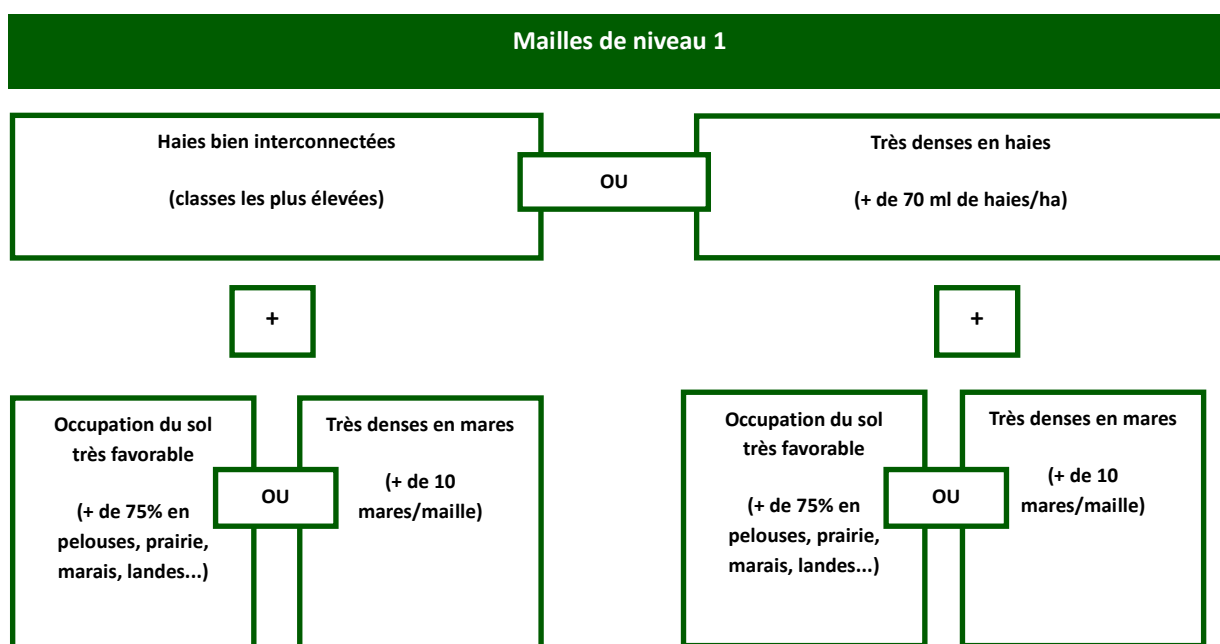 Mailles de niveau 1
Haies bien interconnectées
(classes les plus élevées)
OU
Très denses en haies
(+ de 70 ml de haies/ha)
+
+
Occupation du sol
très favorable
(+ de 75% en
pelouses, prairie,
marais, landes...)
OU
Très denses en mares
(+ de 10
mares/maille)
Occupation du sol
très favorable
(+ de 75% en
pelouses, prairie,
marais, landes...)
OU
Très denses en mares
(+ de 10
mares/maille)